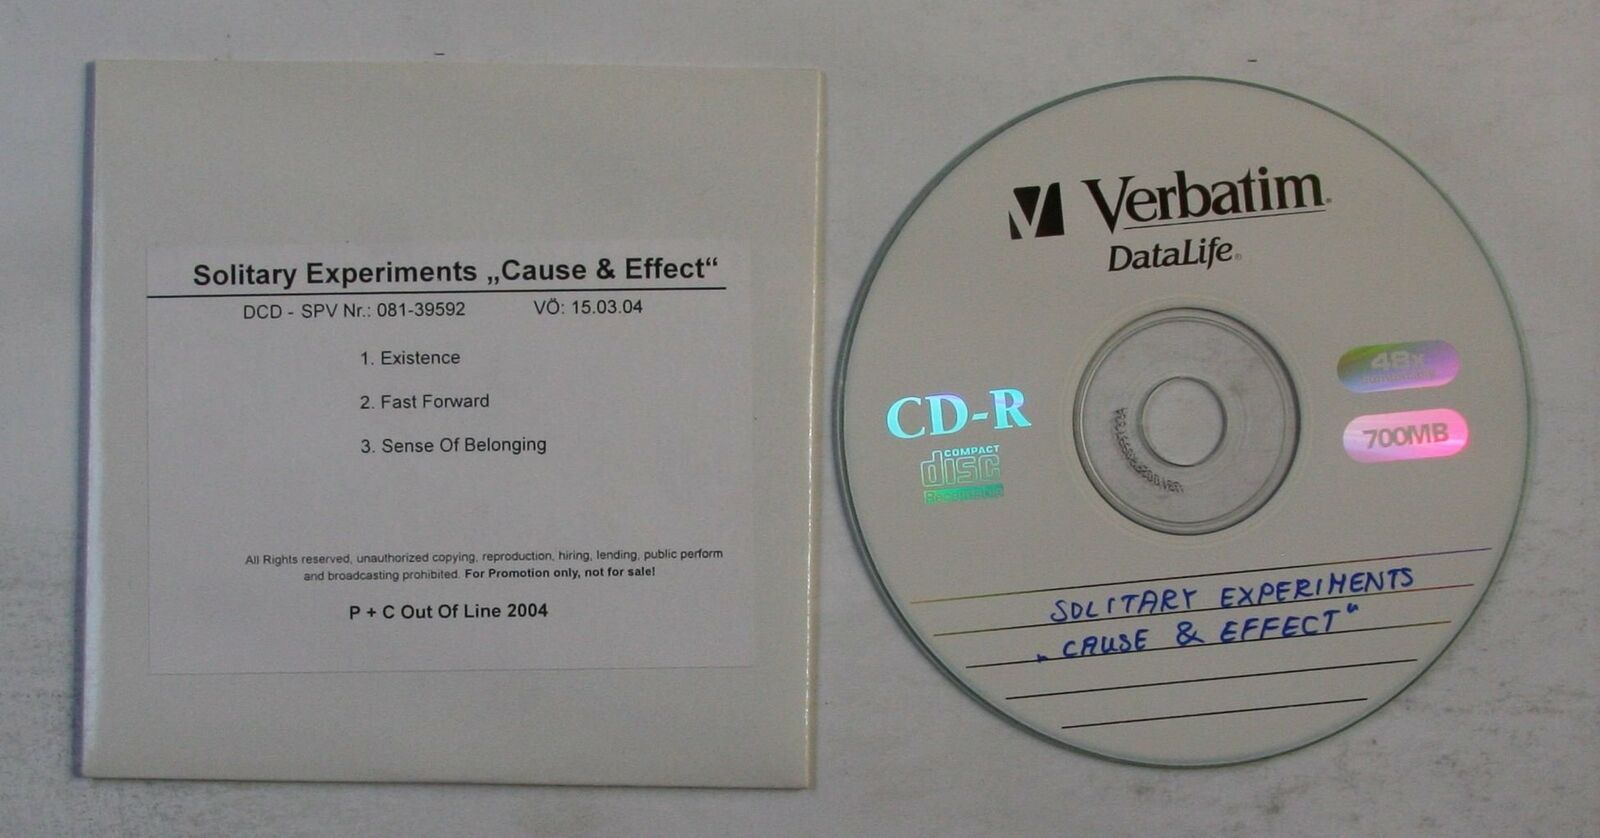 Solitary Experiments „Cause & Effect“
DCD - SPV Nr.: 081-39592 VÖ: 15.03.04
1. Existence
2. Fast Forward
3. Sense Of Belonging
All Rights reserved, unauthorized copying, reproduction, hiring, lending, public perform
and broadcasting prohibited. For Promotion only, not for sale!
P + C Out Of Line 2004
Verbatim
DataLife
CD-R
COMPACT
disc
Recordable
48x
700MB
SOLITARY EXPERIMENTS
„CAUSE & EFFECT“